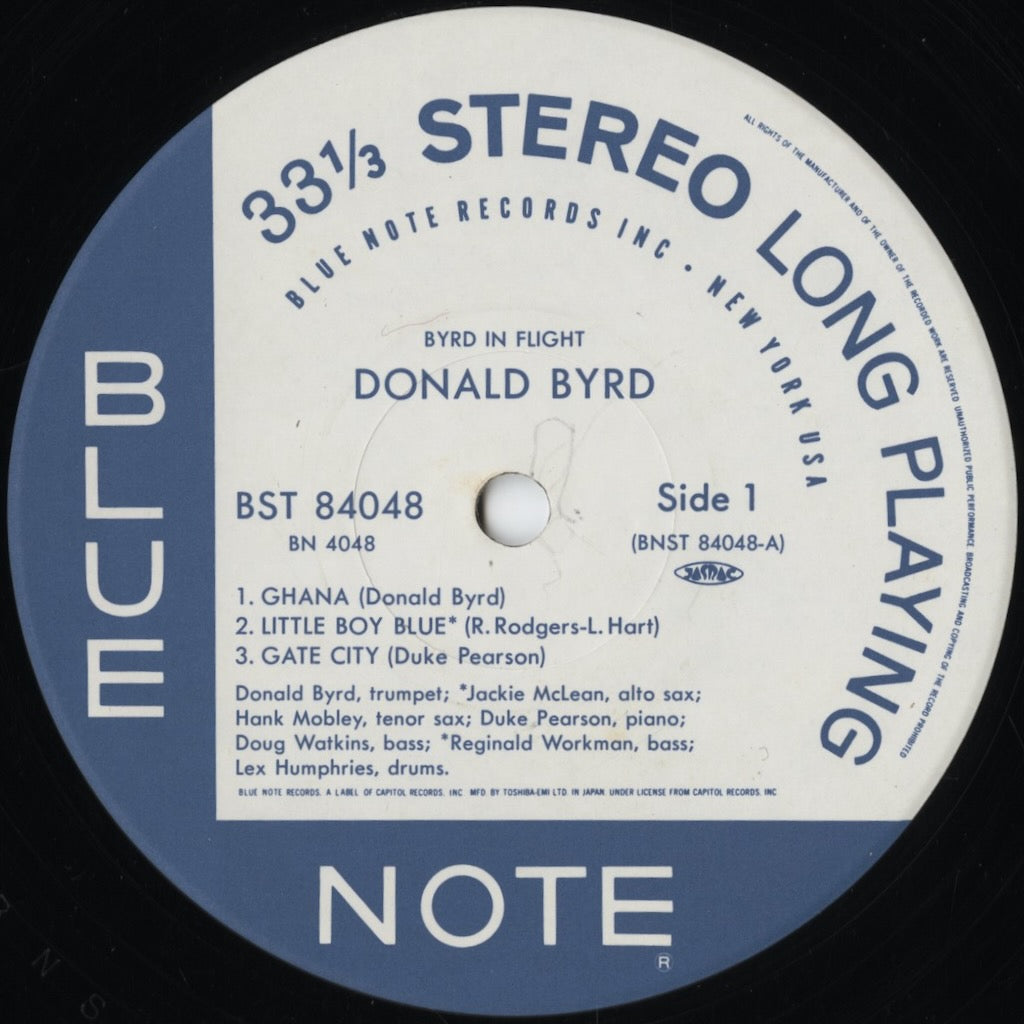 33⅓ STEREO LONG PLAYING
BLUE NOTE RECORDS INC • NEW YORK USA
ALL RIGHTS OF THE MANUFACTURER AND OF THE OWNER OF THE RECORDED WORK ARE RESERVED UNAUTHORIZED PUBLIC PERFORMANCE BROADCASTING AND COPYING OF THE RECORD PROHIBITED
BYRD IN FLIGHT
DONALD BYRD
BST 84048
BN 4048
Side 1
(BNST 84048-A)
JASRAC
1. GHANA (Donald Byrd)
2. LITTLE BOY BLUE* (R.Rodgers-L.Hart)
3. GATE CITY (Duke Pearson)
Donald Byrd, trumpet; *Jackie McLean, alto sax;
Hank Mobley, tenor sax; Duke Pearson, piano;
Doug Watkins, bass; *Reginald Workman, bass;
Lex Humphries, drums.
BLUE NOTE RECORDS. A LABEL OF CAPITOL RECORDS. INC MFD BY TOSHIBA-EMI LTD. IN JAPAN. UNDER LICENSE FROM CAPITOL RECORDS. INC
BLUE
NOTE
®